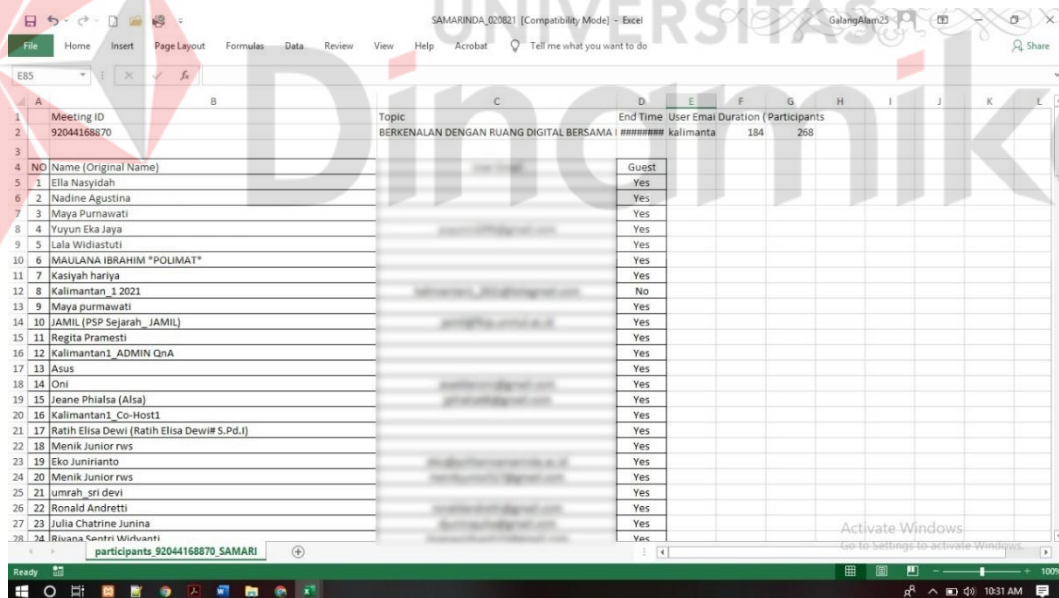 UNIVERSITAS
Dinamika
SAMARINDA_020821 [Compatibility Mode] - Excel
GalangAlam25
File Home Insert Page Layout Formulas Data Review View Help Acrobat Tell me what you want to do Share
E85 fx
A B C D E F G H I J K L
1 Meeting ID Topic End Time User Emai Duration ( Participants
2 92044168870 BERKENALAN DENGAN RUANG DIGITAL BERSAMA ######## kalimanta 184 268
3
4 NO Name (Original Name) Guest
5 1 Ella Nasyidah Yes
6 2 Nadine Agustina Yes
7 3 Maya Purnawati Yes
8 4 Yuyun Eka Jaya Yes
9 5 Lala Widiastuti Yes
10 6 MAULANA IBRAHIM *POLIMAT* Yes
11 7 Kasiyah hariya Yes
12 8 Kalimantan_1 2021 No
13 9 Maya purmawati Yes
14 10 JAMIL (PSP Sejarah_ JAMIL) Yes
15 11 Regita Pramesti Yes
16 12 Kalimantan1_ADMIN QnA Yes
17 13 Asus Yes
18 14 Oni Yes
19 15 Jeane Phialsa (Alsa) Yes
20 16 Kalimantan1_Co-Host1 Yes
21 17 Ratih Elisa Dewi (Ratih Elisa Dewi# S.Pd.I) Yes
22 18 Menik Junior rws Yes
23 19 Eko Junirianto Yes
24 20 Menik Junior rws Yes
25 21 umrah_sri devi Yes
26 22 Ronald Andretti Yes
27 23 Julia Chatrine Junina Yes
28 24 Rivana Sentri Widyanti Yes
Activate Windows
Go to Settings to activate Windows.
participants_92044168870_SAMARI
Ready 100%
10:31 AM